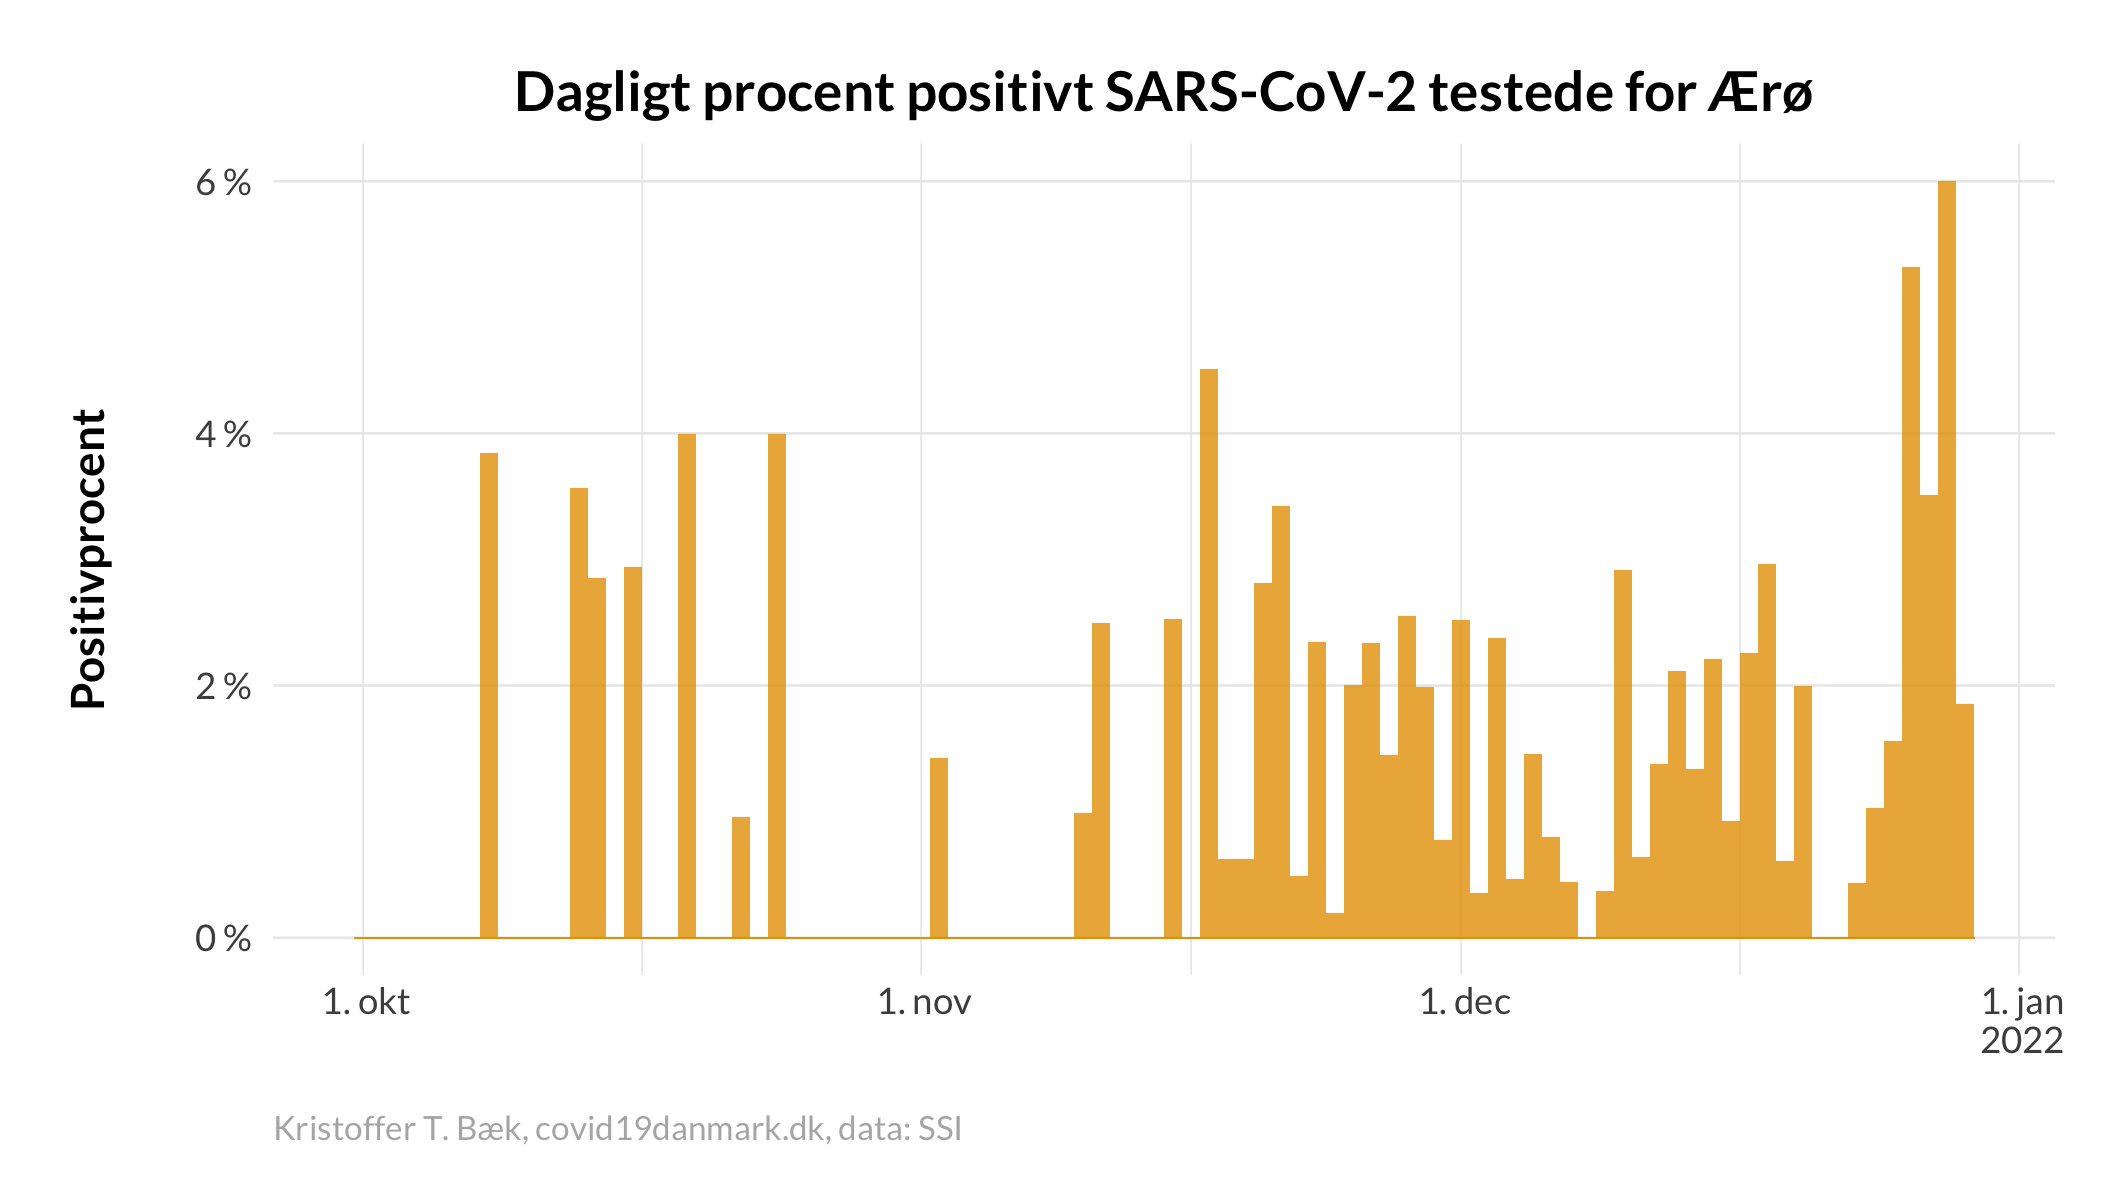 Dagligt procent positivt SARS-CoV-2 testede for Ærø
Positivprocent
6 %
4 %
2 %
0 %
1. okt
1. nov
1. dec
1. jan
2022
Kristoffer T. Bæk, covid19danmark.dk, data: SSI